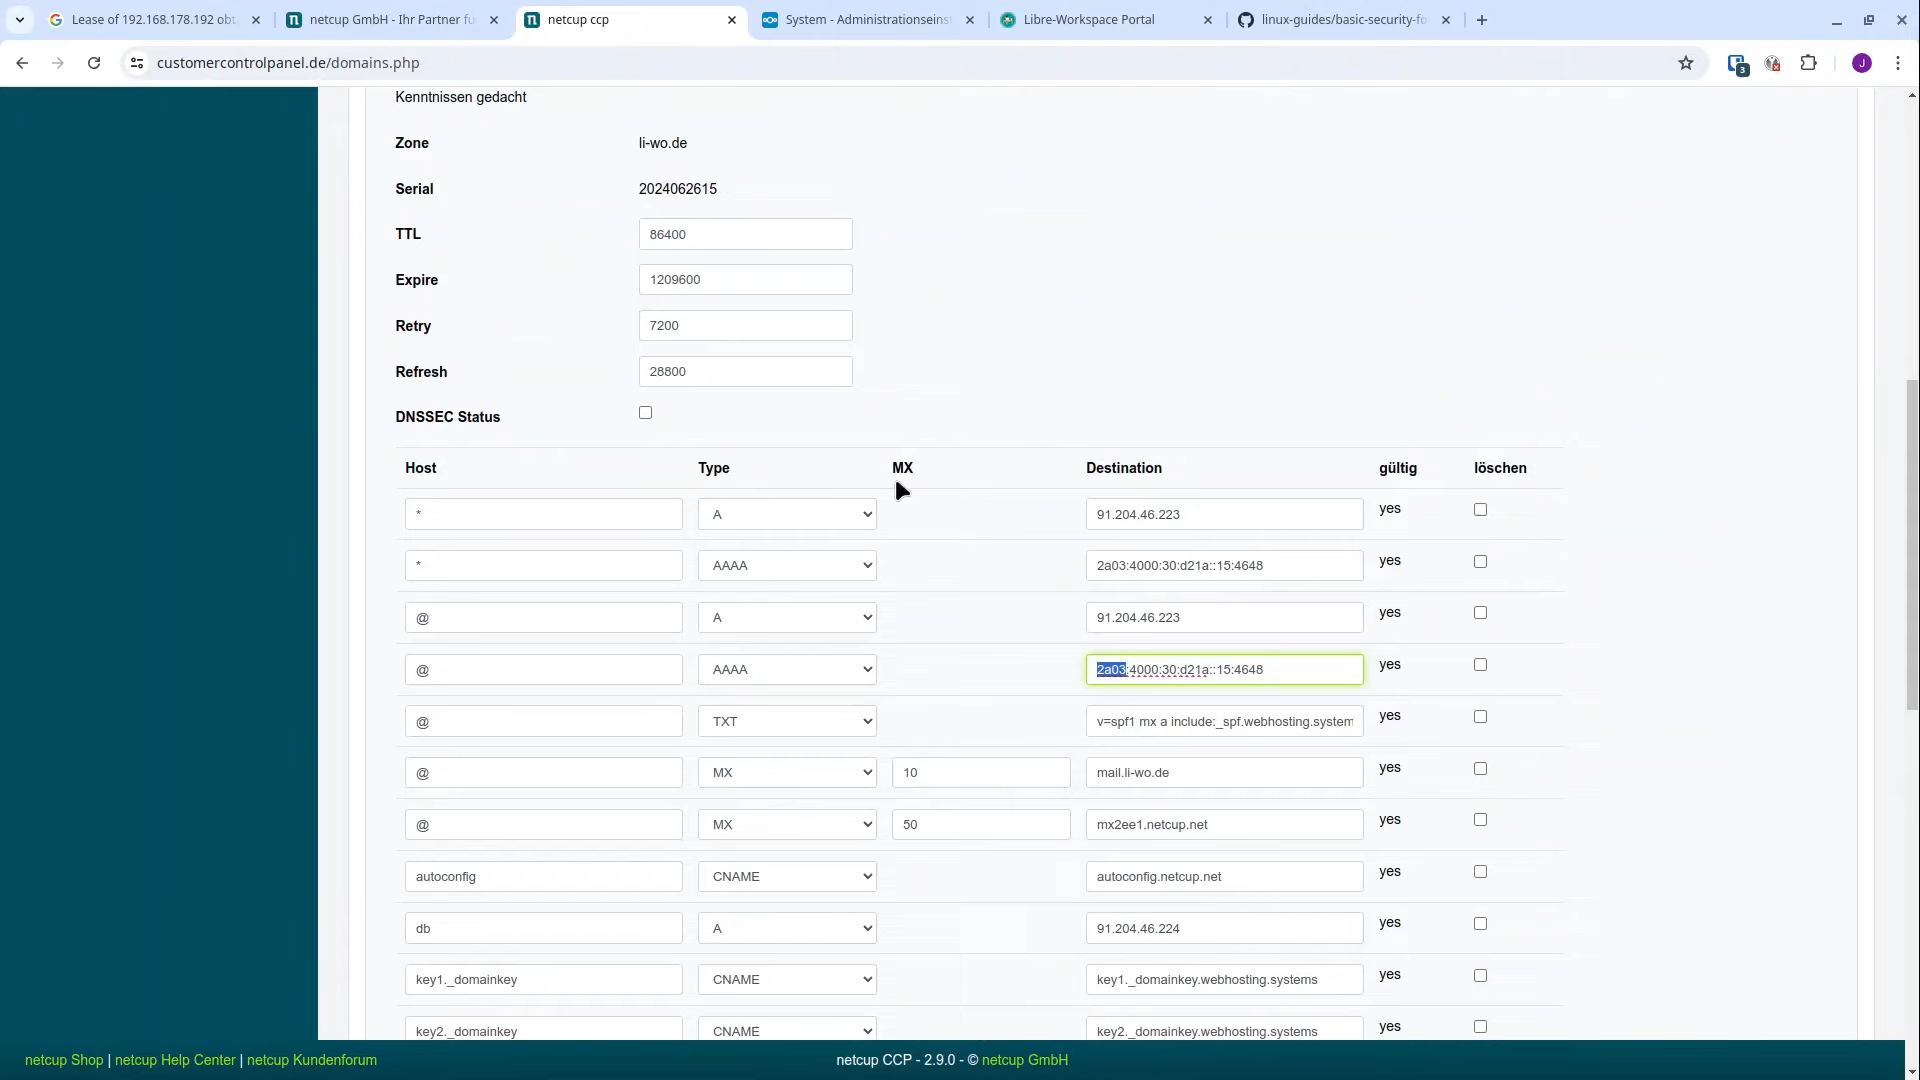 Lease of 192.168.178.192 obt
netcup GmbH - Ihr Partner fü
netcup ccp
System - Administrationseins
Libre-Workspace Portal
linux-guides/basic-security-fo
customercontrolpanel.de/domains.php
3
J
Kenntnissen gedacht
Zone li-wo.de
Serial 2024062615
TTL 86400
Expire 1209600
Retry 7200
Refresh 28800
DNSSEC Status
Host Type MX Destination gültig löschen
* A 91.204.46.223 yes
* AAAA 2a03:4000:30:d21a::15:4648 yes
@ A 91.204.46.223 yes
@ AAAA 2a03:4000:30:d21a::15:4648 yes
@ TXT v=spf1 mx a include:_spf.webhosting.system yes
@ MX 10 mail.li-wo.de yes
@ MX 50 mx2ee1.netcup.net yes
autoconfig CNAME autoconfig.netcup.net yes
db A 91.204.46.224 yes
key1._domainkey CNAME key1._domainkey.webhosting.systems yes
key2._domainkey CNAME key2._domainkey.webhosting.systems yes
netcup Shop | netcup Help Center | netcup Kundenforum
netcup CCP - 2.9.0 - © netcup GmbH